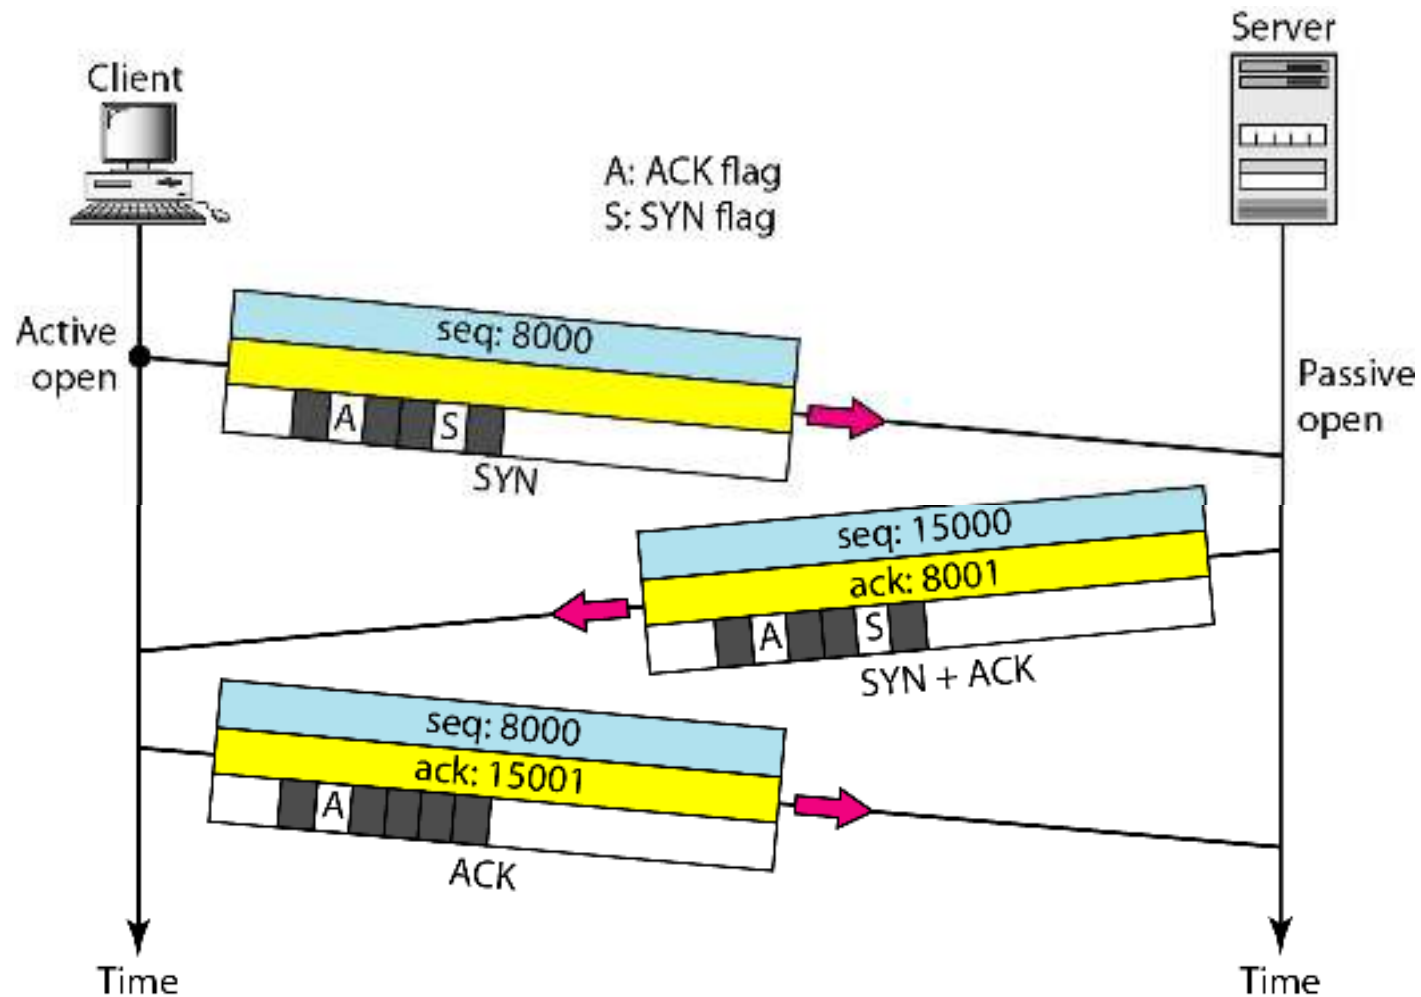 Client
Server
A: ACK flag
S: SYN flag
Active
open
seq: 8000
A
S
SYN
Passive
open
seq: 15000
ack: 8001
A
S
SYN + ACK
seq: 8000
ack: 15001
A
ACK
Time
Time